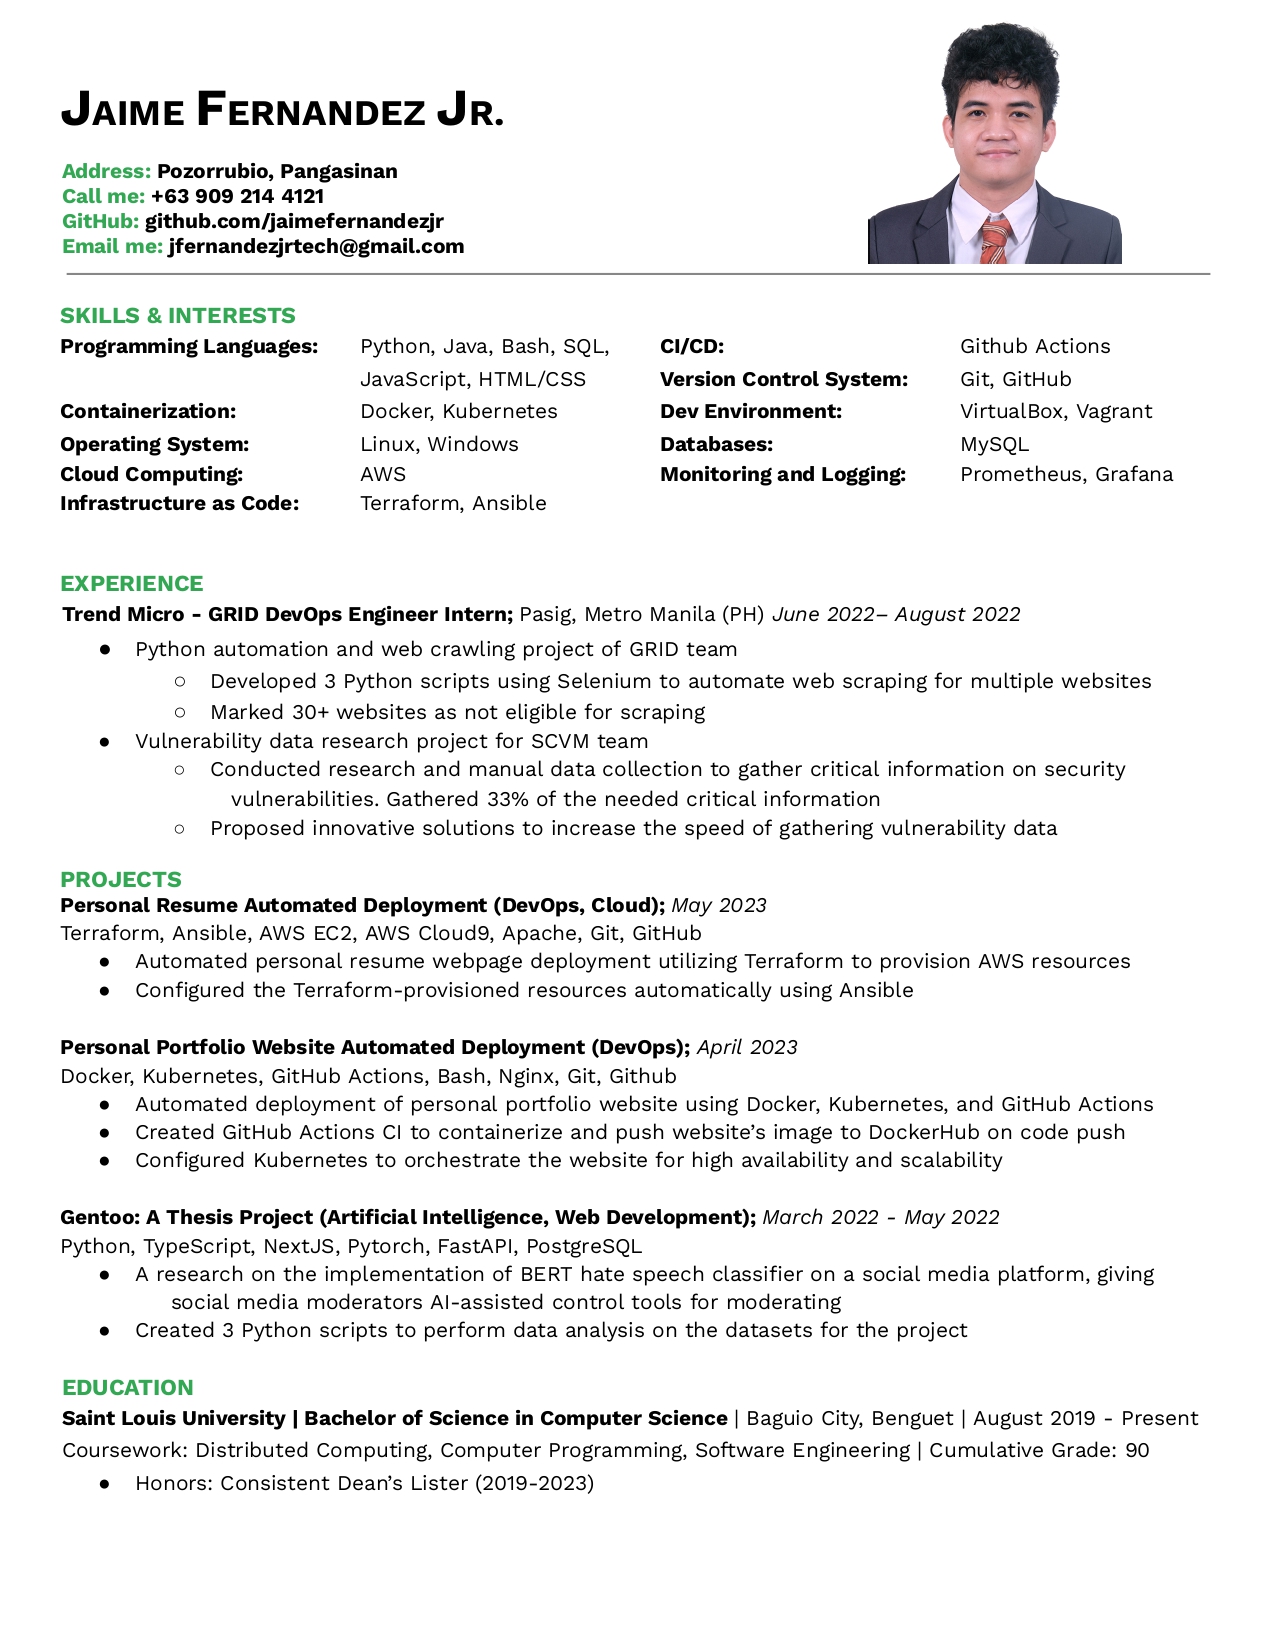 Jaime Fernandez Jr.
Address: Pozorrubio, Pangasinan
Call me: +63 909 214 4121
GitHub: github.com/jaimefernandezjr
Email me: jfernandezjrtech@gmail.com
SKILLS & INTERESTS
Programming Languages: Python, Java, Bash, SQL, CI/CD: Github Actions
JavaScript, HTML/CSS Version Control System: Git, GitHub
Containerization: Docker, Kubernetes Dev Environment: VirtualBox, Vagrant
Operating System: Linux, Windows Databases: MySQL
Cloud Computing: AWS Monitoring and Logging: Prometheus, Grafana
Infrastructure as Code: Terraform, Ansible
EXPERIENCE
Trend Micro - GRID DevOps Engineer Intern; Pasig, Metro Manila (PH) June 2022– August 2022
● Python automation and web crawling project of GRID team
○ Developed 3 Python scripts using Selenium to automate web scraping for multiple websites
○ Marked 30+ websites as not eligible for scraping
● Vulnerability data research project for SCVM team
○ Conducted research and manual data collection to gather critical information on security
vulnerabilities. Gathered 33% of the needed critical information
○ Proposed innovative solutions to increase the speed of gathering vulnerability data
PROJECTS
Personal Resume Automated Deployment (DevOps, Cloud); May 2023
Terraform, Ansible, AWS EC2, AWS Cloud9, Apache, Git, GitHub
● Automated personal resume webpage deployment utilizing Terraform to provision AWS resources
● Configured the Terraform-provisioned resources automatically using Ansible
Personal Portfolio Website Automated Deployment (DevOps); April 2023
Docker, Kubernetes, GitHub Actions, Bash, Nginx, Git, Github
● Automated deployment of personal portfolio website using Docker, Kubernetes, and GitHub Actions
● Created GitHub Actions CI to containerize and push website’s image to DockerHub on code push
● Configured Kubernetes to orchestrate the website for high availability and scalability
Gentoo: A Thesis Project (Artificial Intelligence, Web Development); March 2022 - May 2022
Python, TypeScript, NextJS, Pytorch, FastAPI, PostgreSQL
● A research on the implementation of BERT hate speech classifier on a social media platform, giving
social media moderators AI-assisted control tools for moderating
● Created 3 Python scripts to perform data analysis on the datasets for the project
EDUCATION
Saint Louis University | Bachelor of Science in Computer Science | Baguio City, Benguet | August 2019 - Present
Coursework: Distributed Computing, Computer Programming, Software Engineering | Cumulative Grade: 90
● Honors: Consistent Dean’s Lister (2019-2023)